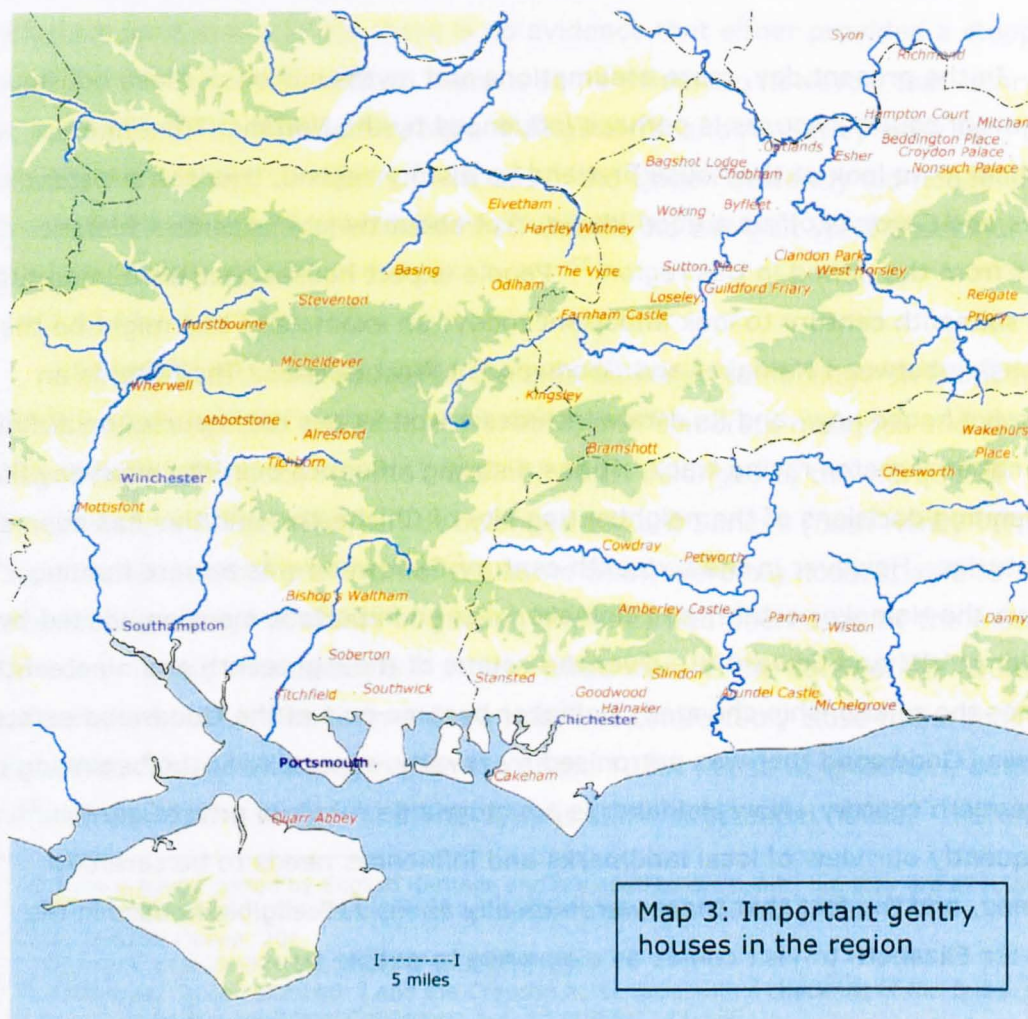 Syon
Richmond
Hampton Court
Mitcham
Beddington Place
Oatlands
Esher
Croydon Palace
Bagshot Lodge
Chobham
Nonsuch Palace
Elvetham
Woking
Byfleet
Hartley Wintney
Clandon Park
Basing
The Vyne
Sutton Place
West Horsley
Odiham
Guildford Friary
Steventon
Loseley
Reigate
Priory
Farnham Castle
Hurstbourne
Micheldever
Wherwell
Kingsley
Abbotstone
Alresford
Bramshott
Wakehurs
Place
Tichborn
Chesworth
Winchester
Mottisfont
Cowdray
Petworth
Bishop's Waltham
Amberley Castle
Parham
Wiston
Danny
Southampton
Soberton
Stansted
Slindon
Titchfield
Southwick
Goodwood
Halnaker
Arundel Castle
Michelgrove
Chichester
Portsmouth
Cakeham
Quarr Abbey
5 miles
Map 3: Important gentry
houses in the region